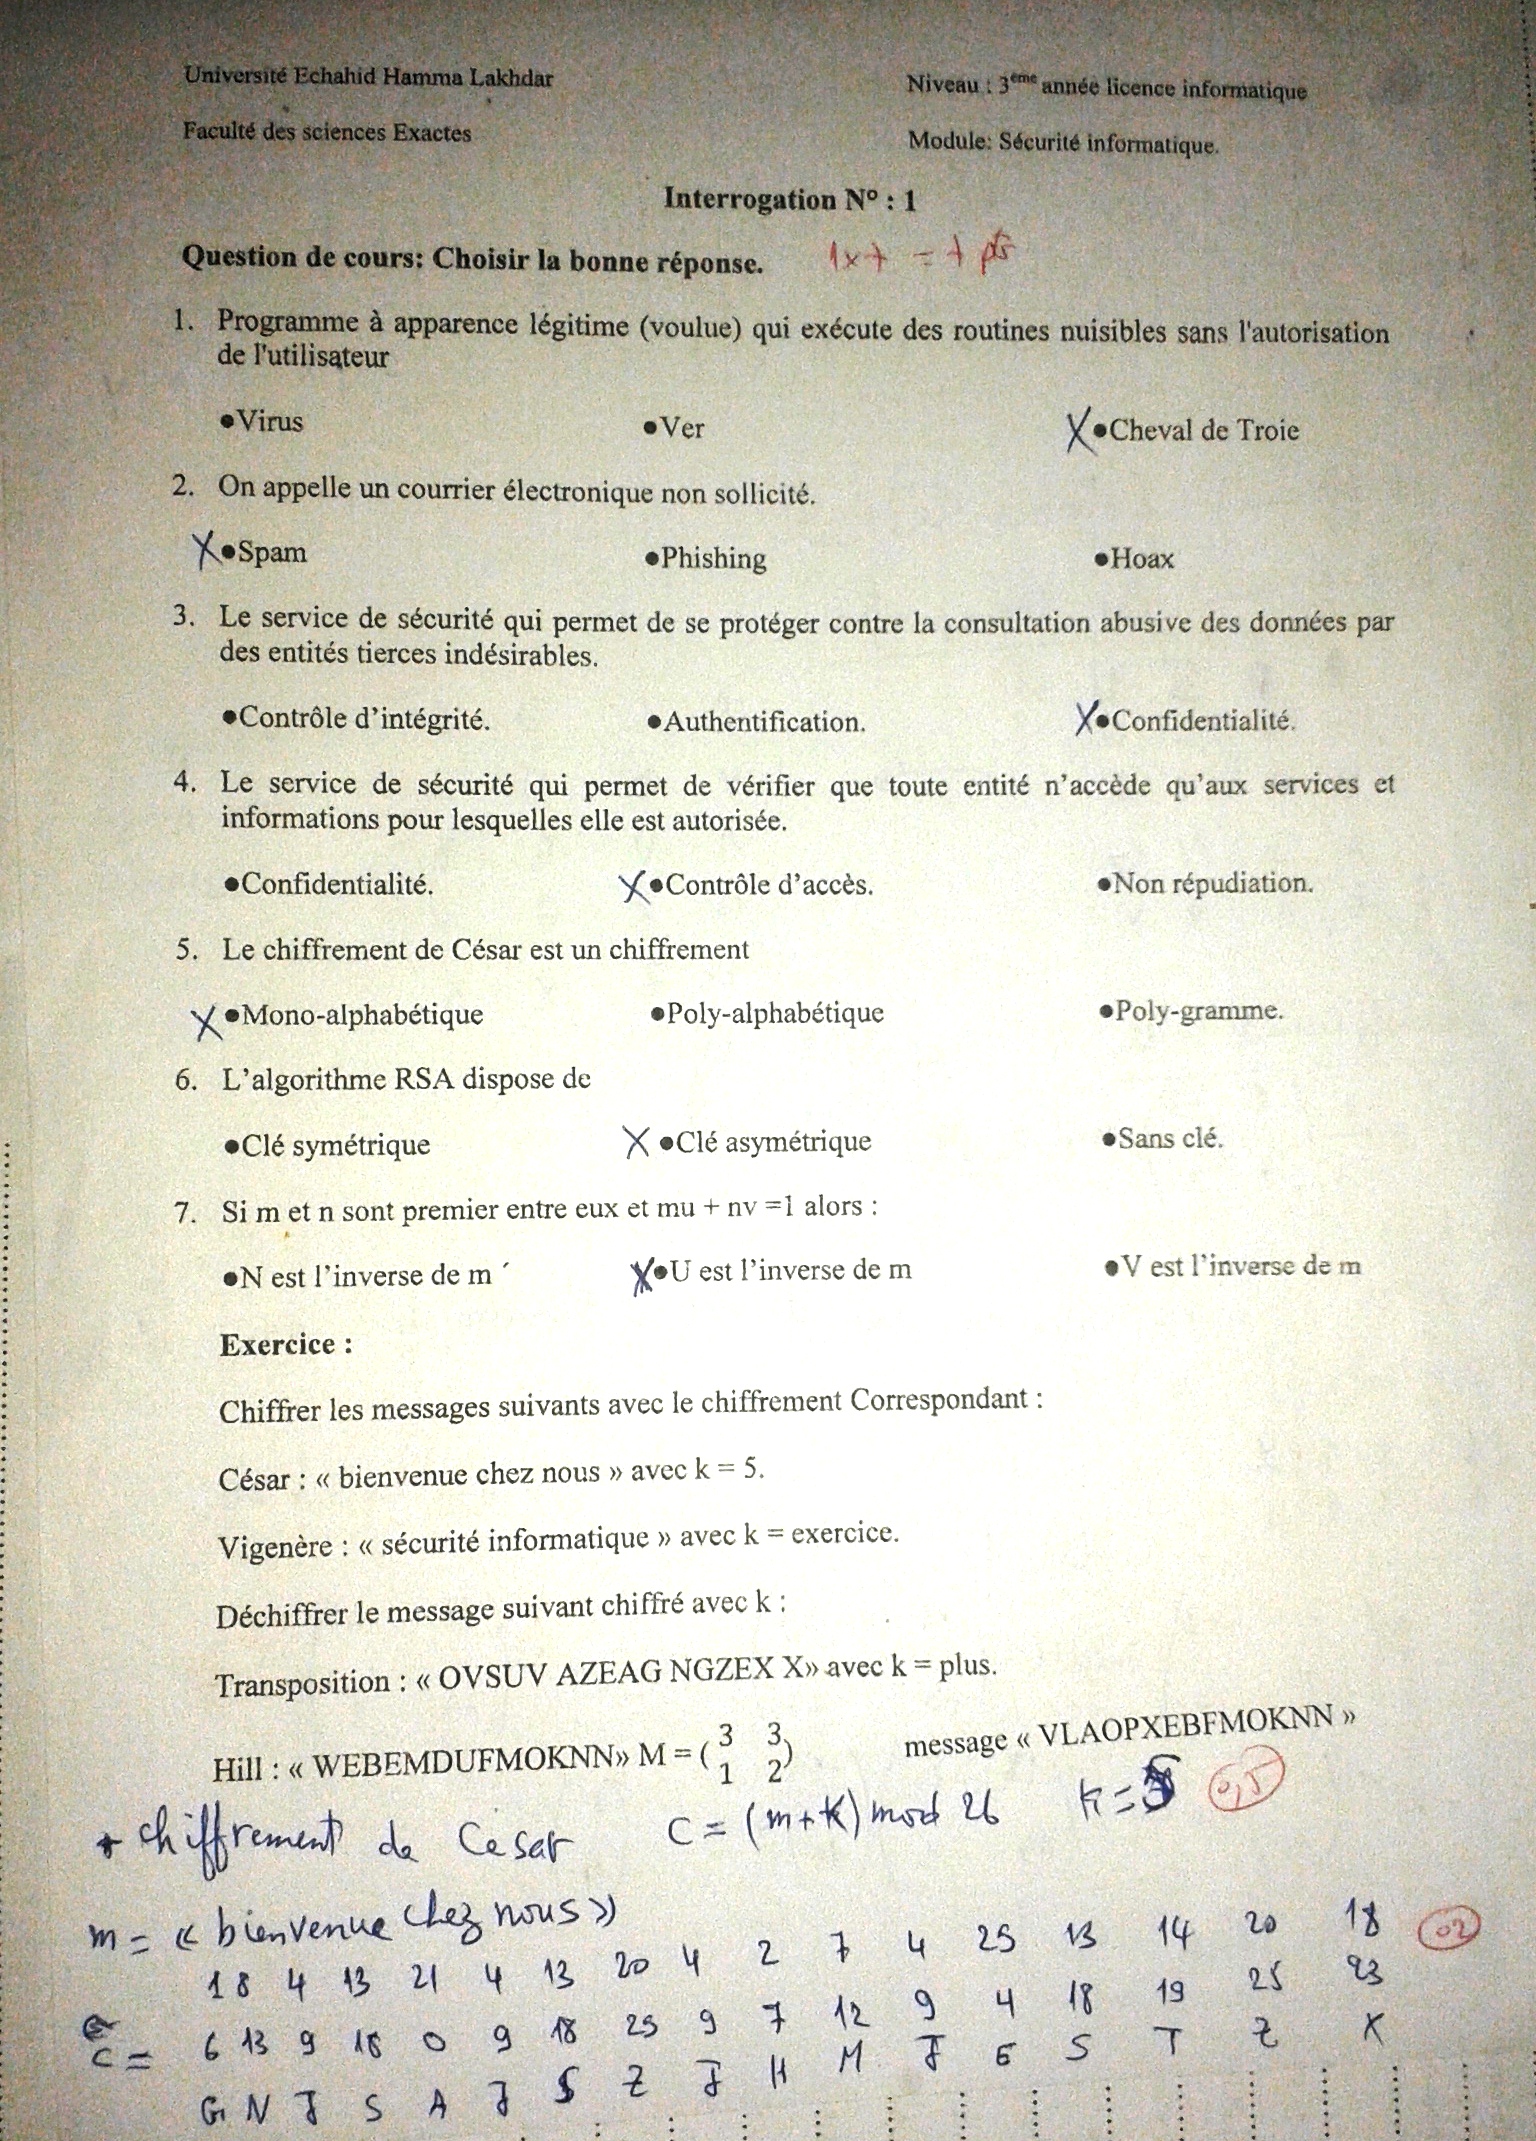 Université Echahid Hamma Lakhdar
Niveau : 3ème année licence informatique
Faculté des sciences Exactes
Module: Sécurité informatique.
Interrogation N° : 1
Question de cours: Choisir la bonne réponse. 1x7 = 7 pts
1. Programme à apparence légitime (voulue) qui exécute des routines nuisibles sans l'autorisation
de l'utilisateur
●Virus ●Ver X ●Cheval de Troie
2. On appelle un courrier électronique non sollicité.
X ●Spam ●Phishing ●Hoax
3. Le service de sécurité qui permet de se protéger contre la consultation abusive des données par
des entités tierces indésirables.
●Contrôle d'intégrité. ●Authentification. X ●Confidentialité.
4. Le service de sécurité qui permet de vérifier que toute entité n'accède qu'aux services et
informations pour lesquelles elle est autorisée.
●Confidentialité. X ●Contrôle d'accès. ●Non répudiation.
5. Le chiffrement de César est un chiffrement
X ●Mono-alphabétique ●Poly-alphabétique ●Poly-gramme.
6. L'algorithme RSA dispose de
●Clé symétrique X ●Clé asymétrique ●Sans clé.
7. Si m et n sont premier entre eux et mu + nv =1 alors :
●N est l'inverse de m X ●U est l'inverse de m ●V est l'inverse de m
Exercice :
Chiffrer les messages suivants avec le chiffrement Correspondant :
César : « bienvenue chez nous » avec k = 5.
Vigenère : « sécurité informatique » avec k = exercice.
Déchiffrer le message suivant chiffré avec k :
Transposition : « OVSUV AZEAG NGZEX X» avec k = plus.
Hill : « WEBEMDUFMOKNN» M = ( 3 3 ) message « VLAOPXEBFMOKNN »
1 2
+ chiffrement de Cesar C = (m+k) mod 26 k = 5 0,5
m = « bienvenue chez nous »
1 8 4 13 21 4 13 20 4 2 7 4 25 13 14 20 18 02
C = 6 13 9 18 0 9 18 25 9 7 12 9 4 18 19 25 23
G N J S A J S Z J H M J E S T Z X